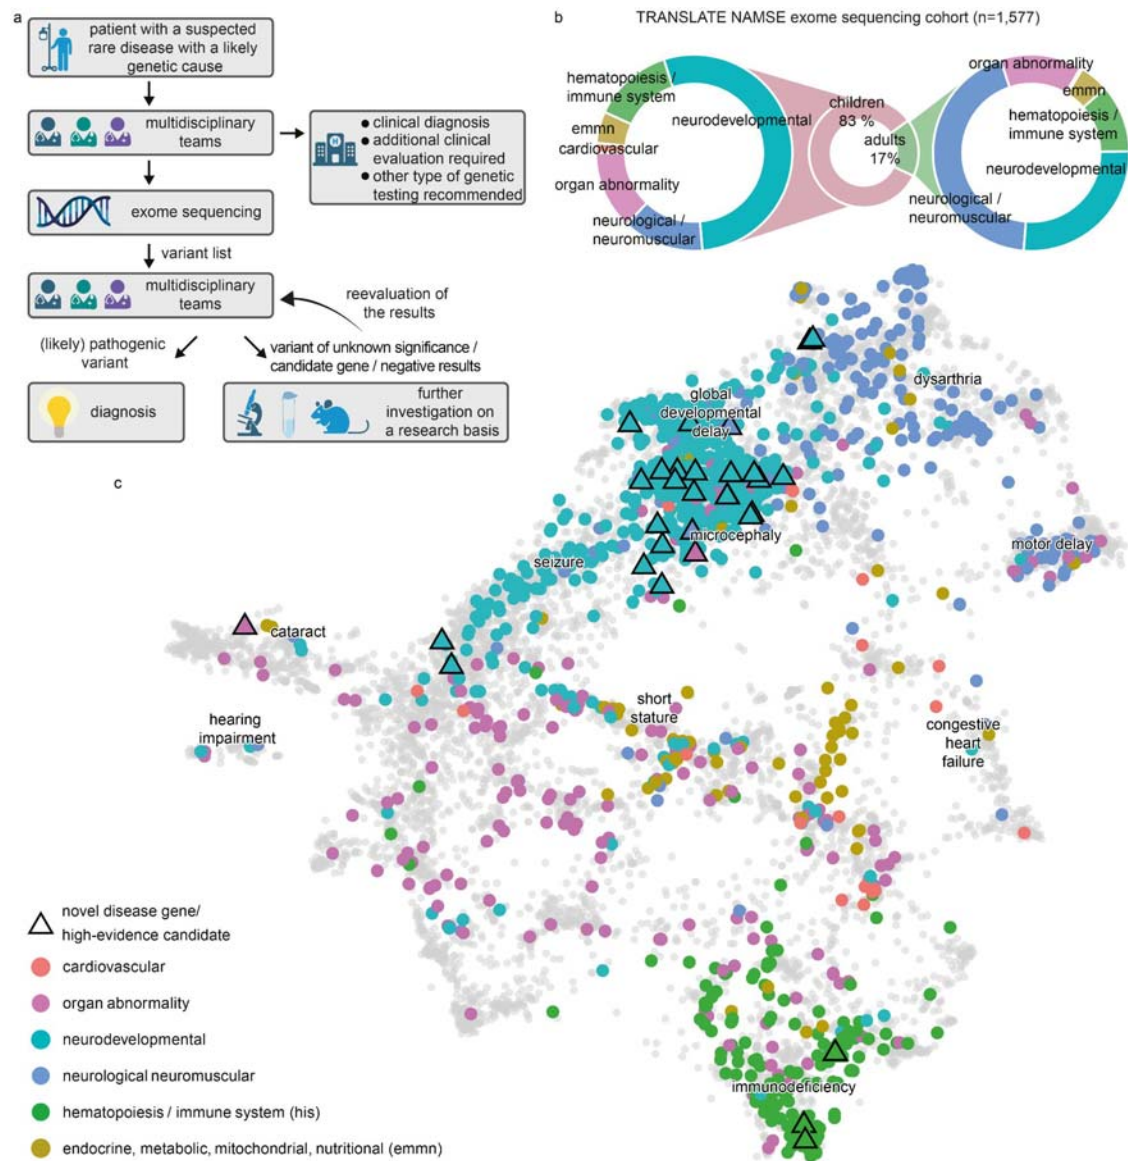 a
patient with a suspected
rare disease with a likely
genetic cause
multidisciplinary
teams
● clinical diagnosis
● additional clinical
evaluation required
● other type of genetic
testing recommended
exome sequencing
variant list
multidisciplinary
teams
reevaluation of
the results
(likely) pathogenic
variant
variant of unknown significance /
candidate gene / negative results
diagnosis
further
investigation on
a research basis
b
TRANSLATE NAMSE exome sequencing cohort (n=1,577)
hematopoiesis /
immune system
neurodevelopmental
emmn
cardiovascular
organ abnormality
neurological /
neuromuscular
children
83 %
adults
17%
organ abnormality
emmn
hematopoiesis /
immune system
neurodevelopmental
neurological /
neuromuscular
c
dysarthria
global
developmental
delay
microcephaly
motor delay
seizure
cataract
hearing
impairment
short
stature
congestive
heart
failure
immunodeficiency
novel disease gene/
high-evidence candidate
cardiovascular
organ abnormality
neurodevelopmental
neurological neuromuscular
hematopoiesis / immune system (his)
endocrine, metabolic, mitochondrial, nutritional (emmn)